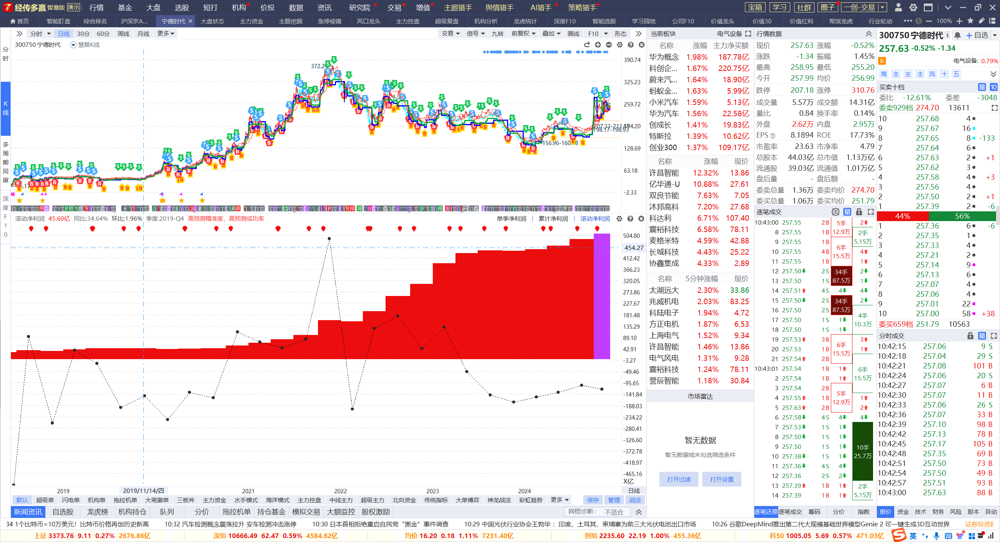 经传多赢 智尊版 演示 行情 基金 大盘 选股 短打 机构 价投 数据 资讯 研究院 交易 增值 主题猎手 舆情猎手 AI猎手 策略猎手 宝箱 学习 社群 圈子 一创-交易
首页 智能盯盘 综合排名 沪深京A... 宁德时代 大盘状态 主力资金 主题挖掘 涨停棱镜 风口龙头 主力控盘 超级复盘 机构分析 龙虎统计 深度F10 智能选股 学习园地 公司F10 价值龙头 价值30 价值红利 帮派龙虎 行业轮动 100%
分时
K线
多周期同屏
深度F10
分时 日线 30分 60分 周线 月线 更多 交易 信号 九转 前复权 叠加 画线 F10 形态
300750 宁德时代 慧眼K线
372.24
390.74
325.23
259.72
194.20
128.69
63.18
-2.33
198.17-198.93
156.96-160.18
滚动净利润 45.60亿 同比:34.64% 环比:1.96% 季度:2019-Q4 高预测精准度，高预测成功率 单季净利润 累计净利润 滚动净利润
504.80
454.27
412.42
366.23
320.05
273.86
227.67
181.48
135.29
89.10
42.91
-3.27
-49.46
-95.65
-141.84
-188.03
-234.22
-280.41
-326.60
-372.78
-418.97
-465.16
X亿
2019 2019/11/14/四 2021 2022 2023 2024 日线
默认 超级单 闪电单 机构单 拖拉机单 大笔撤单 三板斧 主力资金 水手模式 海洋模式 主力控盘 中线主力 超级主力 北向资金 传统指标 大单博弈 神龙战法 彩虹趋势 更多 保存 管理 战法
新闻资讯 自选股 龙虎榜 机构持仓 队列 分价 拖拉机单 持仓基金 模拟交易 大额监控 股权激励 网格诊断: 不适合
当前板块 电气设备
名称 涨幅 主力净买额
华为概念 1.98% 187.78亿
科创企... 1.67% 220.75亿
蔚来汽... 1.64% 18.90亿
蚂蚁金... 1.63% 5.99亿
小米汽车 1.59% 5.13亿
华为汽车 1.56% 22.58亿
创成长 1.41% 19.83亿
特斯拉 1.39% 10.62亿
创业300 1.37% 109.17亿
名称 涨幅 现价
许昌智能 12.32% 13.86
亿华通-U 10.88% 27.61
双良节能 7.63% 7.05
沐邦高科 7.20% 27.68
科达利 6.71% 107.40
震裕科技 6.58% 78.11
麦格米特 4.59% 42.88
长城科技 4.43% 25.22
协鑫集成 4.33% 2.89
名称 5分钟涨幅 现价
太湖远大 2.30% 33.86
兆威机电 2.03% 83.25
科陆电子 1.94% 4.72
方正电机 1.87% 6.53
上海电气 1.52% 9.34
许昌智能 1.46% 13.86
电气风电 1.31% 9.28
震裕科技 1.24% 78.11
誉辰智能 1.18% 30.84
市场雷达
暂无数据
暂无数据或未勾选筛选条件
打开过滤 打开设置
行情数据
现价 257.63 涨幅 -0.52%
涨跌 -1.34 振幅 1.45%
最高 258.95 最低 255.20
今开 257.99 均价 256.99
跌停 207.18 涨停 310.76
成交量 5.57万 成交额 14.31亿
量比 0.84 换手率 0.14%
外盘 2.62万 内盘 2.95万
EPS③ 8.1894 ROE 17.73%
市盈率 23.63 市净率 4.79
总股本 44.03亿 总市值 1.13万亿
流通股 39.03亿 流通值 1.01万亿
盘后量 - 盘后额 -
委卖总量 1.36万 委卖均价 274.70
委买总量 1.06万 委买均价 251.79
逐笔成交 单 量
10:43:00 257.55 2 B 2
8 257.55 1 B
9 257.55 1 B
10 257.55 4 B 4
11 257.55 1 B 1
12 257.50 2 S 2
13 257.50 1 S 1
14 257.51 4 S 4 4
15 257.50 2 S 2
16 257.50 2 S
17 257.50 1 S 1
18 257.50 1 S 1
19 257.53 3 B 3
20 257.53 1 B 1
21 257.54 2 B
10:43:01 257.54 1 B 1
2 257.54 1 B 1
3 257.54 2 B
4 257.55 1 B 1
5 257.63 2 B 2
6 257.58 4 S 4 4
7 257.53 1 S 1
8 257.50 1 S 1
9 257.50 1 S 1
10 257.38 1 S 1
11 257.36 4 S 4
12 257.36 2 S 2
13 257.39 1 B 1
14 257.39 1 B 1
5手 12.9万
6手 15.5万
34手 87.5万
34手 87.5万
6手 15.5万
5手 12.9万
2手 5.15万
4手 10.3万
6手 15.5万
10手 25.7万
2手 5.15万
逐笔还原 逐笔成交 筹码 分价 指数
300750 宁德时代 自选
257.63 -0.52% -1.34
R 电气设备: 0.79%
海 主 主 主 流 十 五
买卖十档 量 10
委比 -12.61% 委差 -3048
委卖929档 274.70 13611
10 257.68 4
9 257.67 16
8 257.65 8 -133
7 257.64 6
6 257.63 2 +1
5 257.62 3
4 257.58 4 +3
3 257.56 4
2 257.50 2 +1
1 257.39 2 -6
44% 56%
1 257.36 6 -6
2 257.35 1
3 257.33 4
4 257.21 2
5 257.14 9
6 257.13 6
7 257.07 4
8 257.06 4
9 257.01 22
10 257.00 58 +38
委买659档 251.79 10563
分时成交 量
10:42:15 257.06 9 S
10:42:18 257.04 29 S
10:42:21 257.08 101 B
10:42:24 257.06 20 S
10:42:27 257.07 6 B
10:42:30 257.07 11 B
10:42:33 257.06 26 S
10:42:36 257.07 33 B
10:42:39 257.10 98 B
10:42:42 257.13 78 B
10:42:45 257.17 105 B
10:42:48 257.35 69 B
10:42:51 257.50 73 B
10:42:54 257.50 49 B
10:42:57 257.51 93 B
10:43:00 257.63 88 B
报价 资金 技术 财务 风险 股本 异动
34 1个比特币=10万美元！比特币价格再创历史新高 10:32 汽车检测概念震荡拉升 安车检测冲击涨停 10:30 日本首相拒绝重启自民党“黑金”事件调查 10:29 中国光伏行业协会王勃华：印度、土耳其、柬埔寨为前三大光伏电池出口市场 10:26 谷歌DeepMind推出第二代大规模基础世界模型Genie 2 可一键生成3D互动世界
上证 3373.76 9.11 0.27% 2676.86亿 深指 10666.49 62.47 0.59% 4584.62亿 均价 16.20 0.18 1.11% 7231.40亿 创指 2235.60 22.19 1.00% 455.36亿 科50 1005.05 5.69 0.57% 471.03亿 英